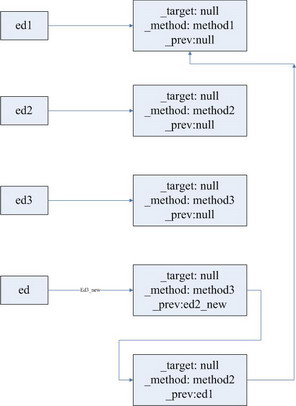 ed1
_target: null
_method: method1
_prev:null
ed2
_target: null
_method: method2
_prev:null
ed3
_target: null
_method: method3
_prev:null
ed
Ed3_new
_target: null
_method: method3
_prev:ed2_new
_target: null
_method: method2
_prev:ed1